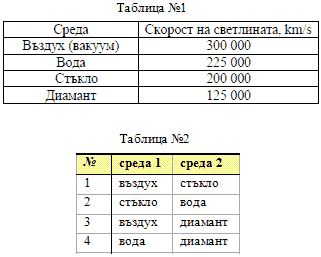 Таблица №1
Среда Скорост на светлината, km/s
Въздух (вакуум) 300 000
Вода 225 000
Стъкло 200 000
Диамант 125 000
Таблица №2
№ среда 1 среда 2
1 въздух стъкло
2 стъкло вода
3 въздух диамант
4 вода диамант